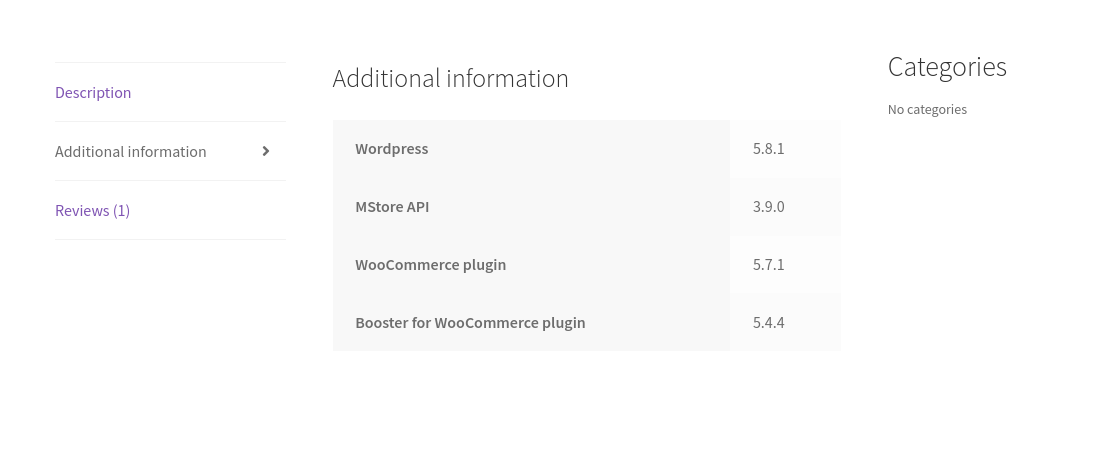 Description
Additional information
Reviews (1)
Additional information
Wordpress 5.8.1
MStore API 3.9.0
WooCommerce plugin 5.7.1
Booster for WooCommerce plugin 5.4.4
Categories
No categories